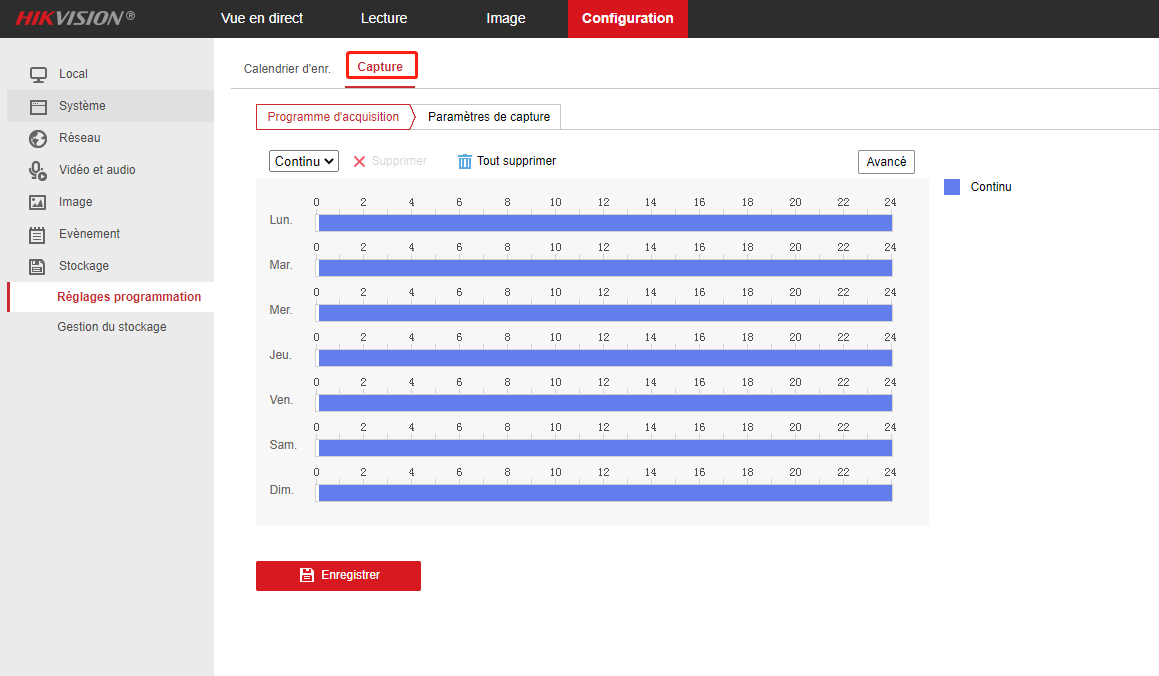 HIKVISION® Vue en direct Lecture Image Configuration
Calendrier d'enr. Capture
Local
Système
Réseau
Vidéo et audio
Image
Evènement
Stockage
Réglages programmation
Gestion du stockage
Programme d'acquisition Paramètres de capture
Continu Supprimer Tout supprimer Avancé
Continu
0 2 4 6 8 10 12 14 16 18 20 22 24
Lun.
0 2 4 6 8 10 12 14 16 18 20 22 24
Mar.
0 2 4 6 8 10 12 14 16 18 20 22 24
Mer.
0 2 4 6 8 10 12 14 16 18 20 22 24
Jeu.
0 2 4 6 8 10 12 14 16 18 20 22 24
Ven.
0 2 4 6 8 10 12 14 16 18 20 22 24
Sam.
0 2 4 6 8 10 12 14 16 18 20 22 24
Dim.
Enregistrer